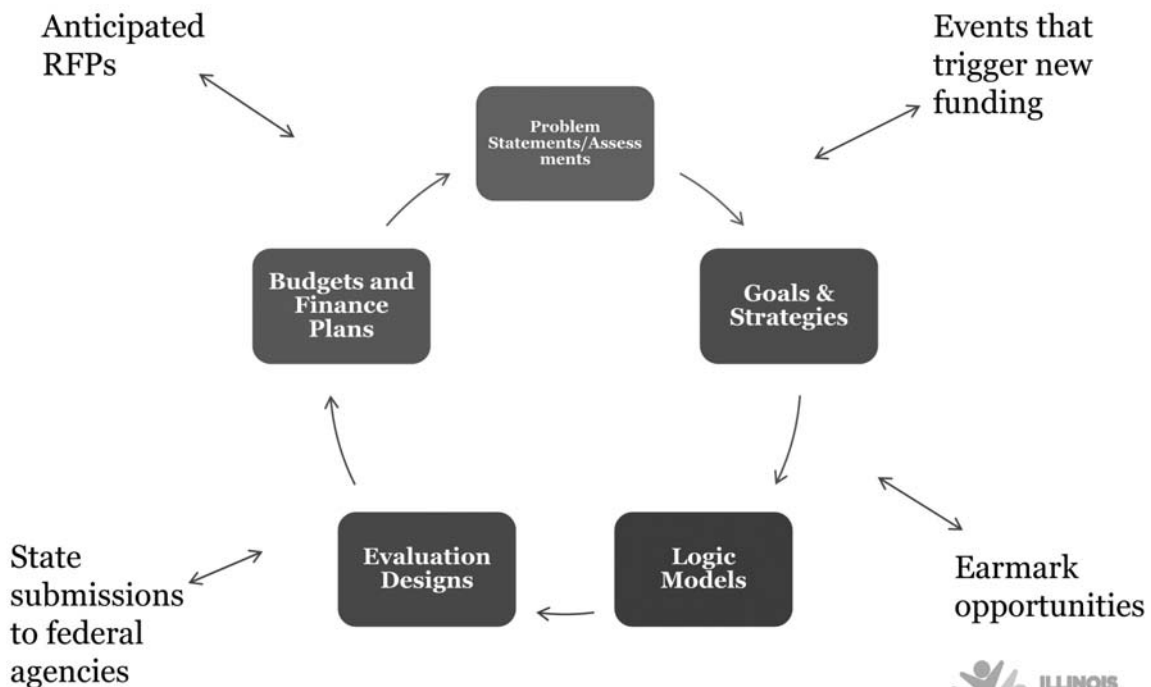 Anticipated
RFPs
Events that
trigger new
funding
Problem
Statements/Assess
ments
Budgets and
Finance
Plans
Goals &
Strategies
Evaluation
Designs
Logic
Models
State
submissions
to federal
agencies
Earmark
opportunities
ILLINOIS